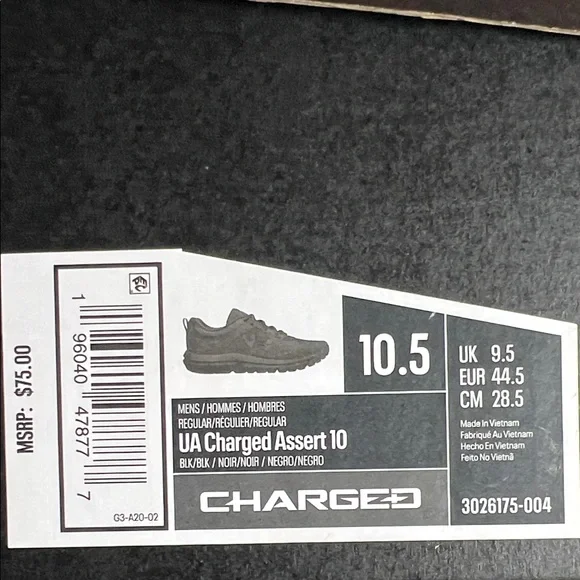 MSRP: $75.00
1 96040 47877 7
G3-A20-02
10.5
UK 9.5
EUR 44.5
CM 28.5
MENS / HOMMES / HOMBRES
REGULAR/RÉGULIER/REGULAR
UA Charged Assert 10
BLK/BLK / NOIR/NOIR / NEGRO/NEGRO
Made In Vietnam
Fabriqué Au Vietnam
Hecho En Vietnam
Feito No Vietnã
CHARGED
3026175-004